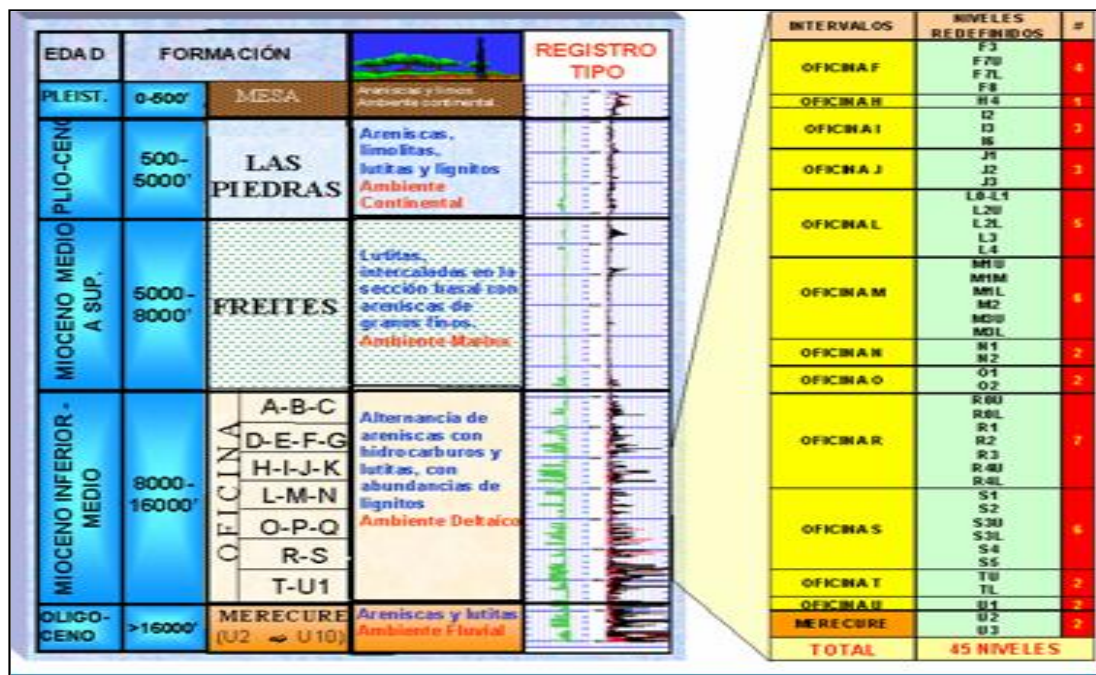 EDAD
FORMACIÓN
REGISTRO
TIPO
PLEIST.
0-500'
MESA
Areniscas y limos
Ambiente continental
PLIO-CENO
500-
5000'
LAS
PIEDRAS
Areniscas,
limolitas,
lutitas y lignitos
Ambiente
Continental
MIOCENO MEDIO
A SUP.
5000-
8000'
FREITES
Lutitas,
intercaladas en la
sección basal con
areniscas de
granos finos.
Ambiente Marino
MIOCENO INFERIOR -
MEDIO
8000-
16000'
OFICINA
A-B-C
D-E-F-G
H-I-J-K
L-M-N
O-P-Q
R-S
T-U1
Alternancia de
areniscas con
hidrocarburos y
lutitas, con
abundancias de
lignitos
Ambiente Deltaíco
OLIGO-
CENO
>16000'
MERECURE
(U2 U10)
Areniscas y lutitas
Ambiente Fluvial
INTERVALOS
NIVELES
REDEFINIDOS
#
OFICINA F
F3
F7U
F7L
F8
4
OFICINA H
H4
1
OFICINA I
I2
I3
I5
3
OFICINA J
J1
J2
J3
3
OFICINA L
L0-L1
L2U
L2L
L3
L4
5
OFICINA M
M1U
M1M
M1L
M2
M3U
M3L
6
OFICINA N
N1
N2
2
OFICINA O
O1
O2
2
OFICINA R
R0U
R0L
R1
R2
R3
R4U
R4L
7
OFICINA S
S1
S2
S3U
S3L
S4
S5
6
OFICINA T
TU
TL
2
OFICINA U
U1
2
MERECURE
U2
U3
2
TOTAL
45 NIVELES